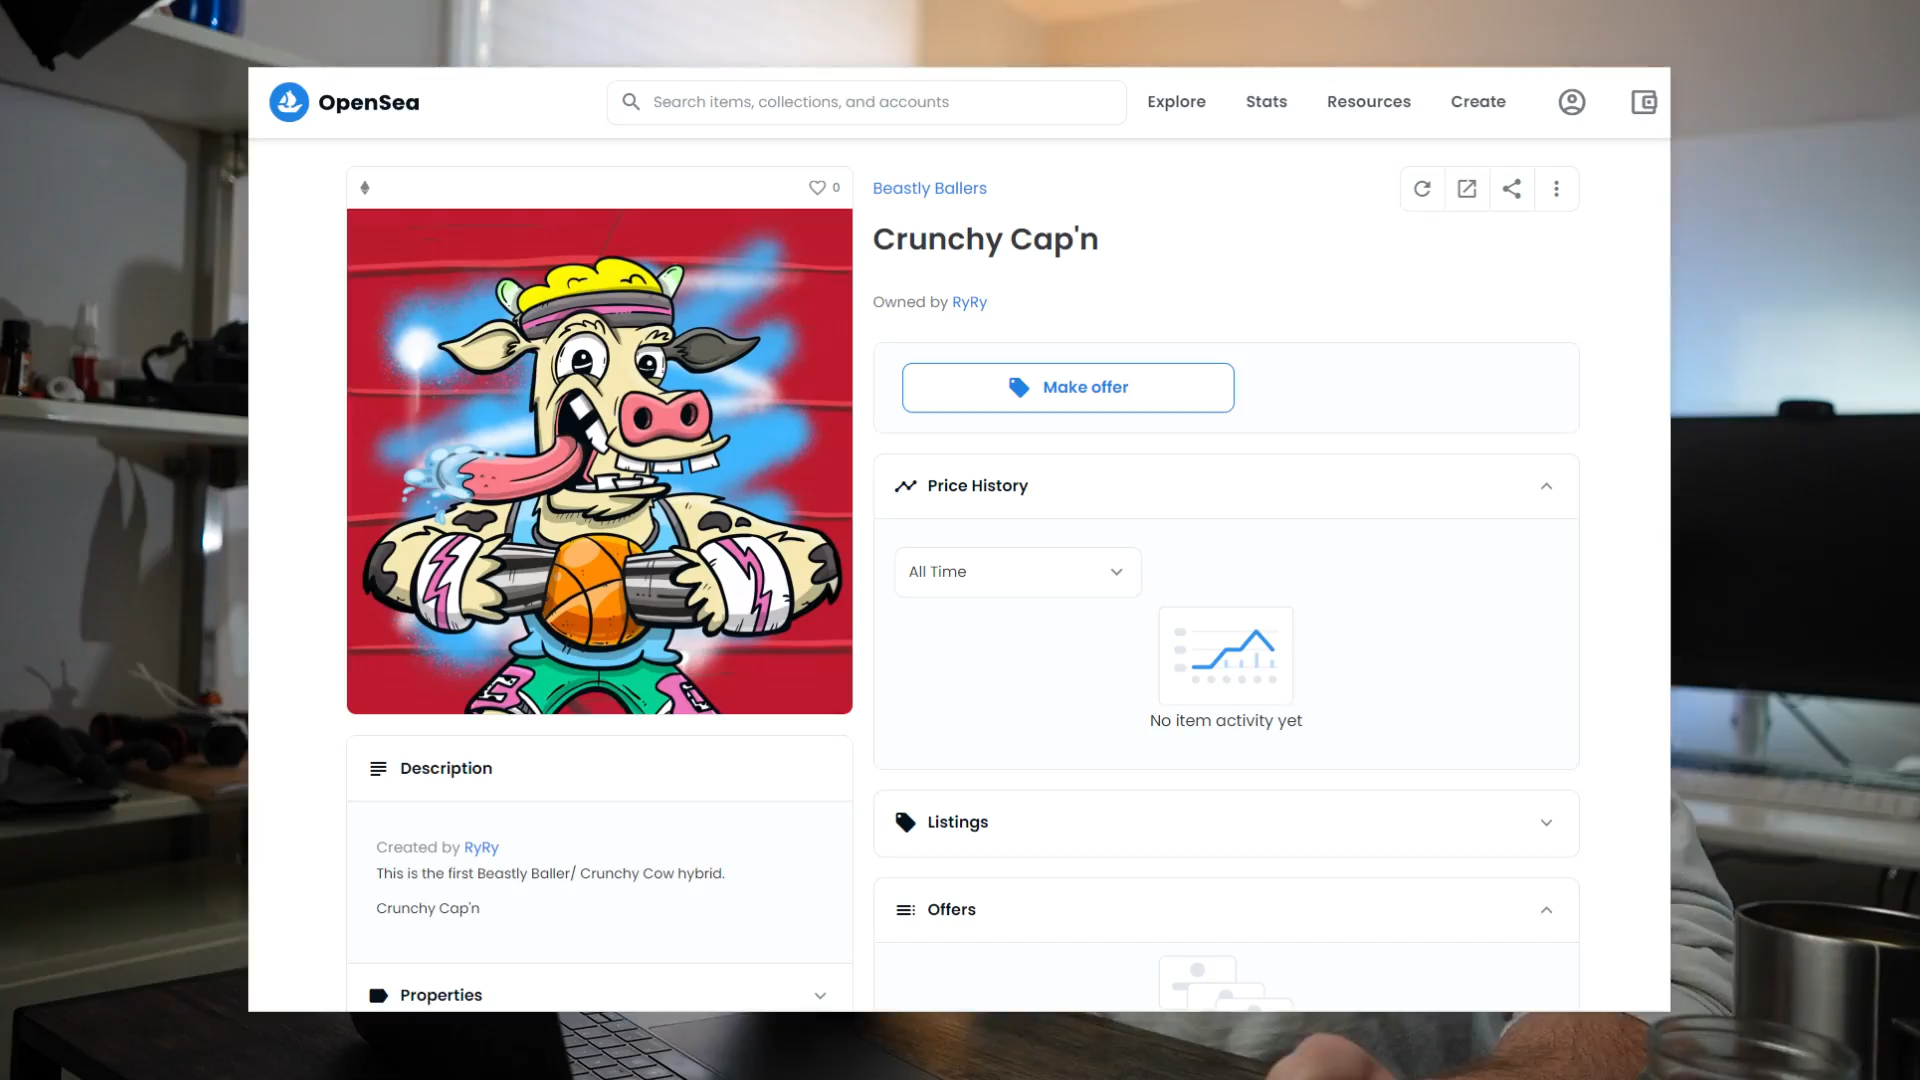 OpenSea
Search items, collections, and accounts
Explore
Stats
Resources
Create
0
Beastly Ballers
Crunchy Cap'n
Owned by RyRy
Make offer
Price History
All Time
No item activity yet
Description
Created by RyRy
This is the first Beastly Baller/ Crunchy Cow hybrid.
Crunchy Cap'n
Properties
Listings
Offers